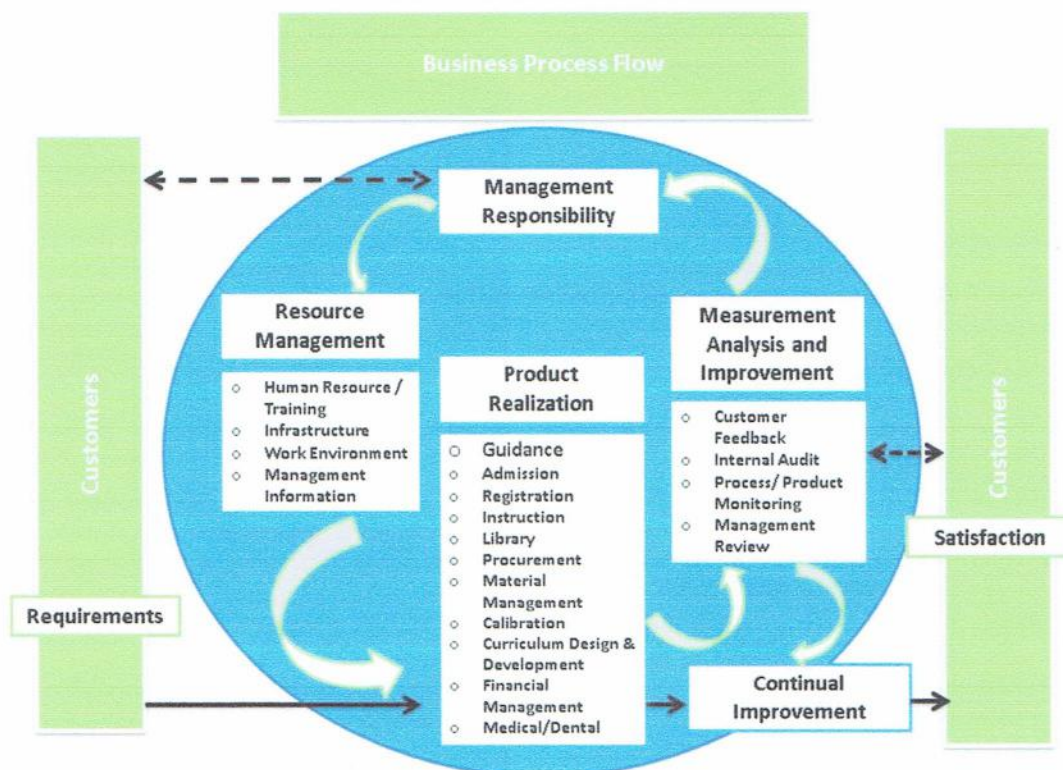 Business Process Flow
Customers
Requirements
Management
Responsibility
Resource
Management
○ Human Resource /
Training
○ Infrastructure
○ Work Environment
○ Management
Information
Product
Realization
○ Guidance
○ Admission
○ Registration
○ Instruction
○ Library
○ Procurement
○ Material
Management
○ Calibration
○ Curriculum Design &
Development
○ Financial
Management
○ Medical/Dental
Measurement
Analysis and
Improvement
○ Customer
Feedback
○ Internal Audit
○ Process/ Product
Monitoring
○ Management
Review
Continual
Improvement
Customers
Satisfaction